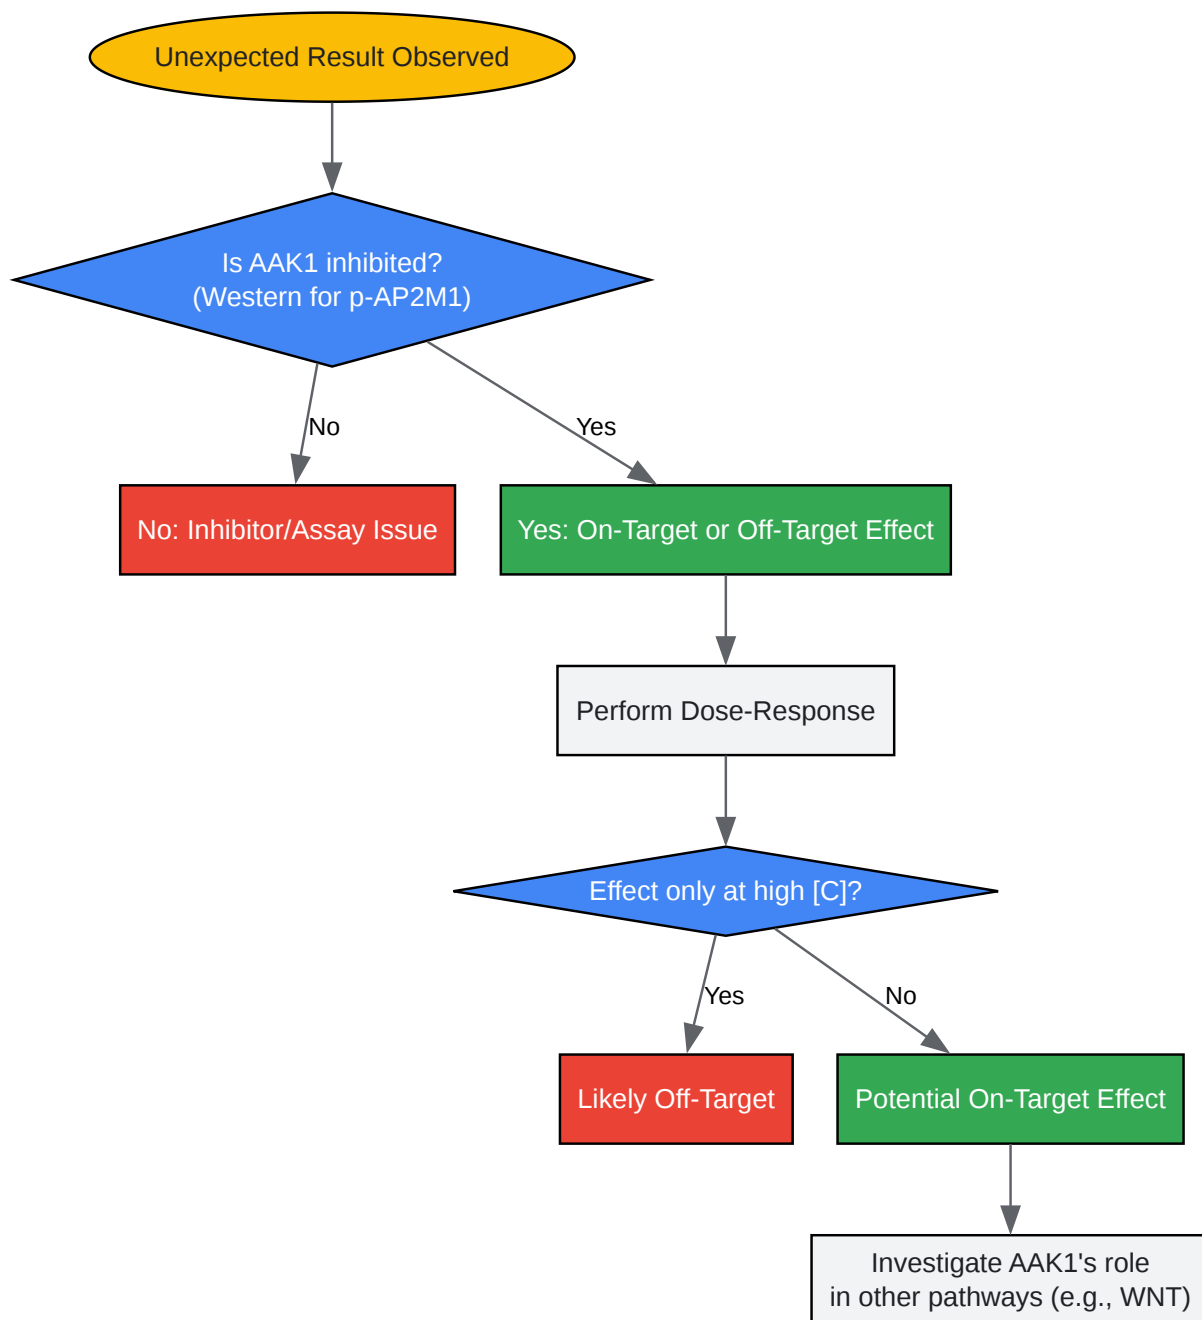 Unexpected Result Observed
Is AAK1 inhibited?
(Western for p-AP2M1)
No
Yes
No: Inhibitor/Assay Issue
Yes: On-Target or Off-Target Effect
Perform Dose-Response
Effect only at high [C]?
Yes
No
Likely Off-Target
Potential On-Target Effect
Investigate AAK1's role
in other pathways (e.g., WNT)